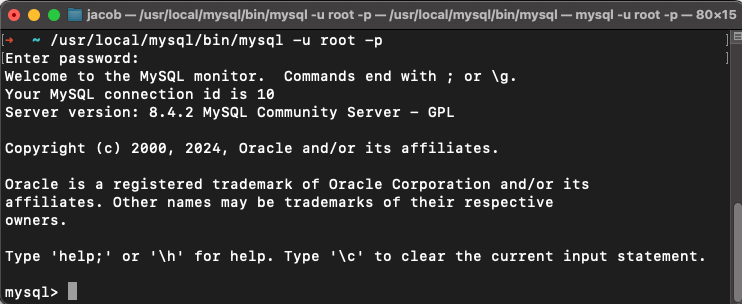 jacob — /usr/local/mysql/bin/mysql -u root -p — /usr/local/mysql/bin/mysql — mysql -u root -p — 80×15
[➜  ~ /usr/local/mysql/bin/mysql -u root -p ]
[Enter password: ]
Welcome to the MySQL monitor.  Commands end with ; or \g.
Your MySQL connection id is 10
Server version: 8.4.2 MySQL Community Server - GPL
Copyright (c) 2000, 2024, Oracle and/or its affiliates.
Oracle is a registered trademark of Oracle Corporation and/or its
affiliates. Other names may be trademarks of their respective
owners.
Type 'help;' or '\h' for help. Type '\c' to clear the current input statement.
mysql>